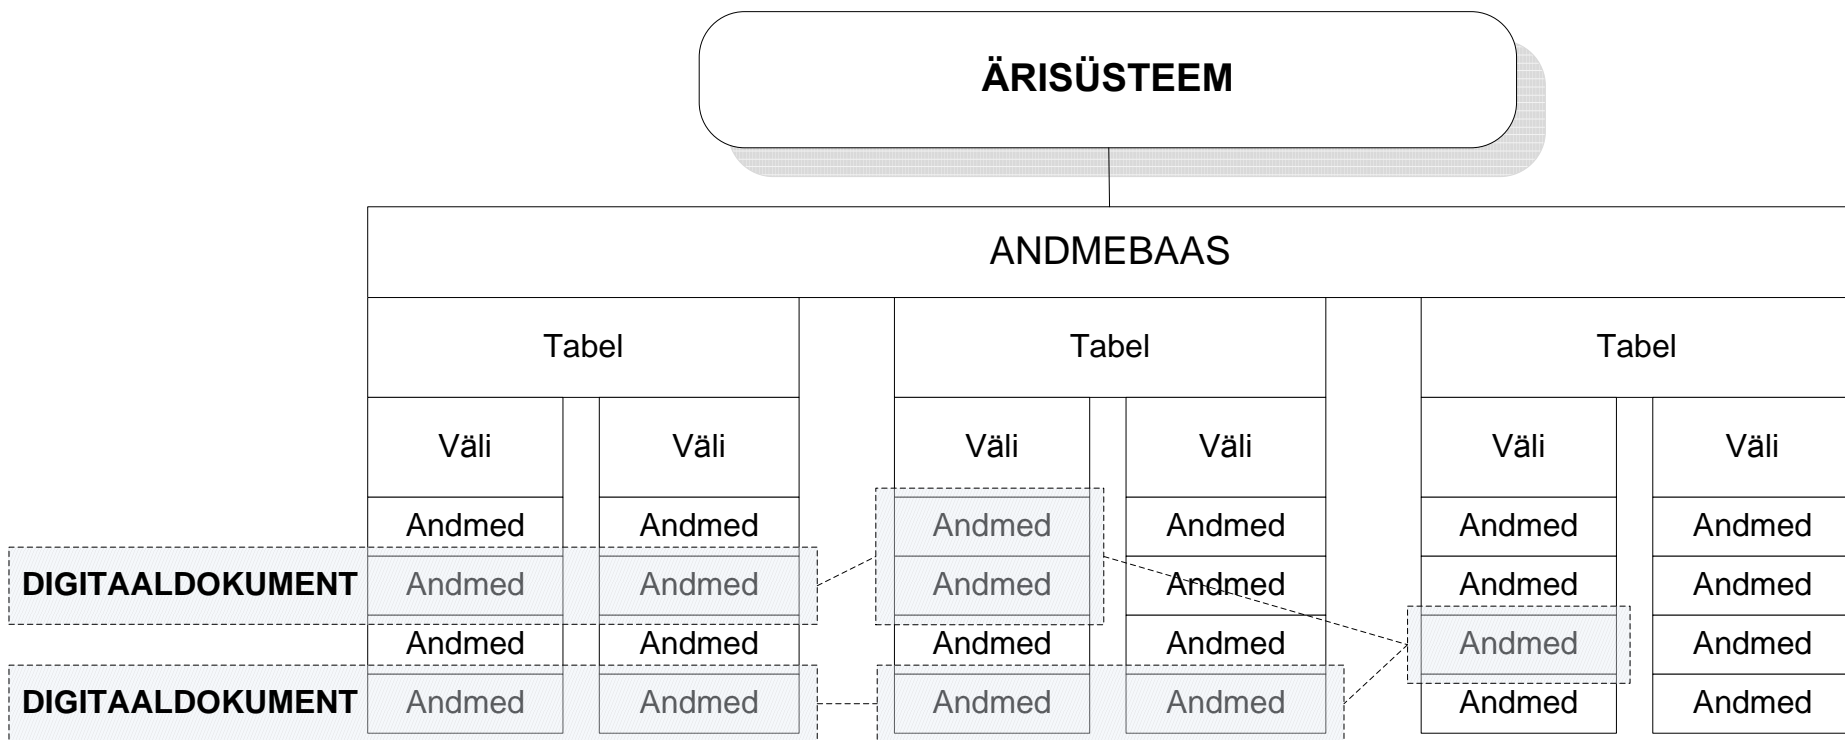 ÄRISÜSTEEM
ANDMEBAAS
Tabel Tabel Tabel
Väli Väli Väli Väli Väli Väli
Andmed Andmed Andmed Andmed Andmed Andmed
DIGITAALDOKUMENT Andmed Andmed Andmed Andmed Andmed Andmed
Andmed Andmed Andmed Andmed Andmed Andmed
DIGITAALDOKUMENT Andmed Andmed Andmed Andmed Andmed Andmed